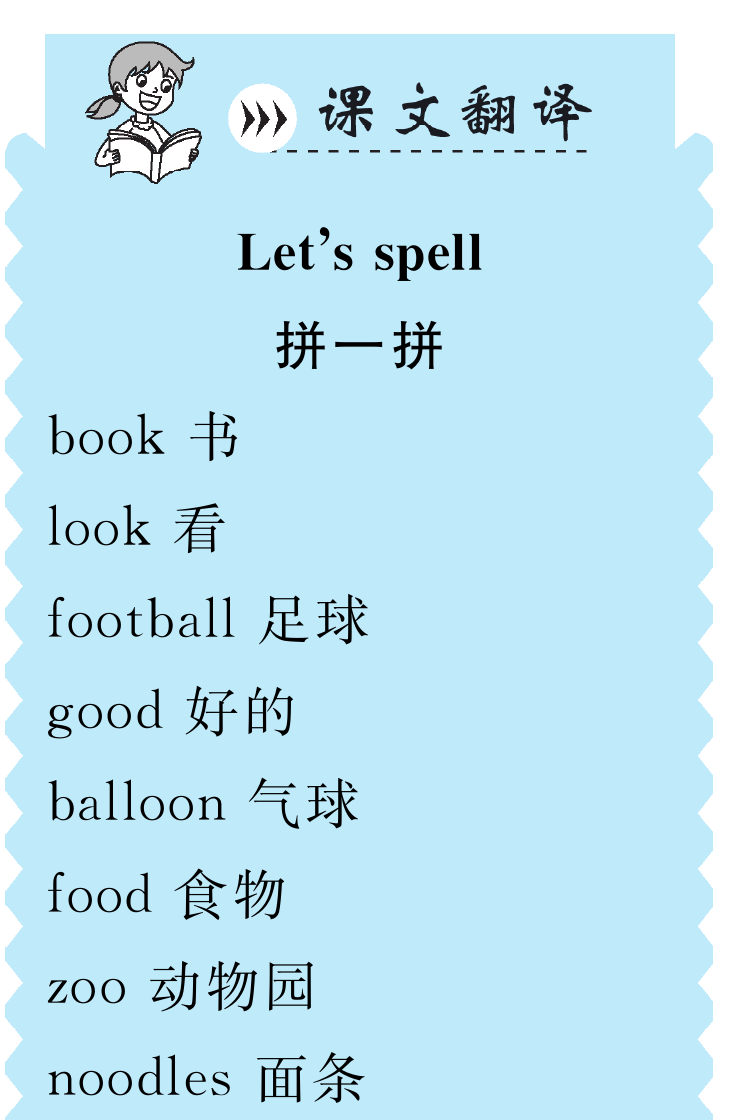 课文翻译
Let's spell
拼一拼
book 书
look 看
football 足球
good 好的
balloon 气球
food 食物
zoo 动物园
noodles 面条